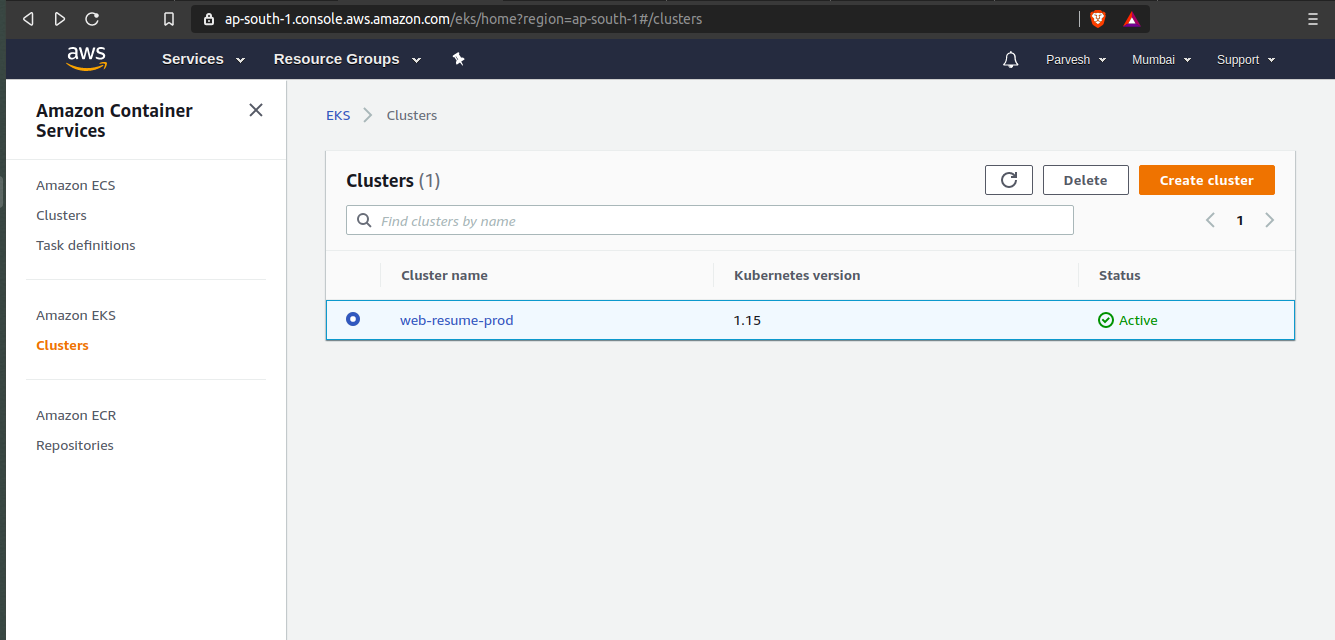 ap-south-1.console.aws.amazon.com/eks/home?region=ap-south-1#/clusters
aws Services Resource Groups Parvesh Mumbai Support
Amazon Container
Services
Amazon ECS
Clusters
Task definitions
Amazon EKS
Clusters
Amazon ECR
Repositories
EKS Clusters
Clusters (1) Delete Create cluster
Find clusters by name 1
Cluster name Kubernetes version Status
web-resume-prod 1.15 Active